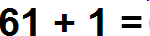 61 + 1 =